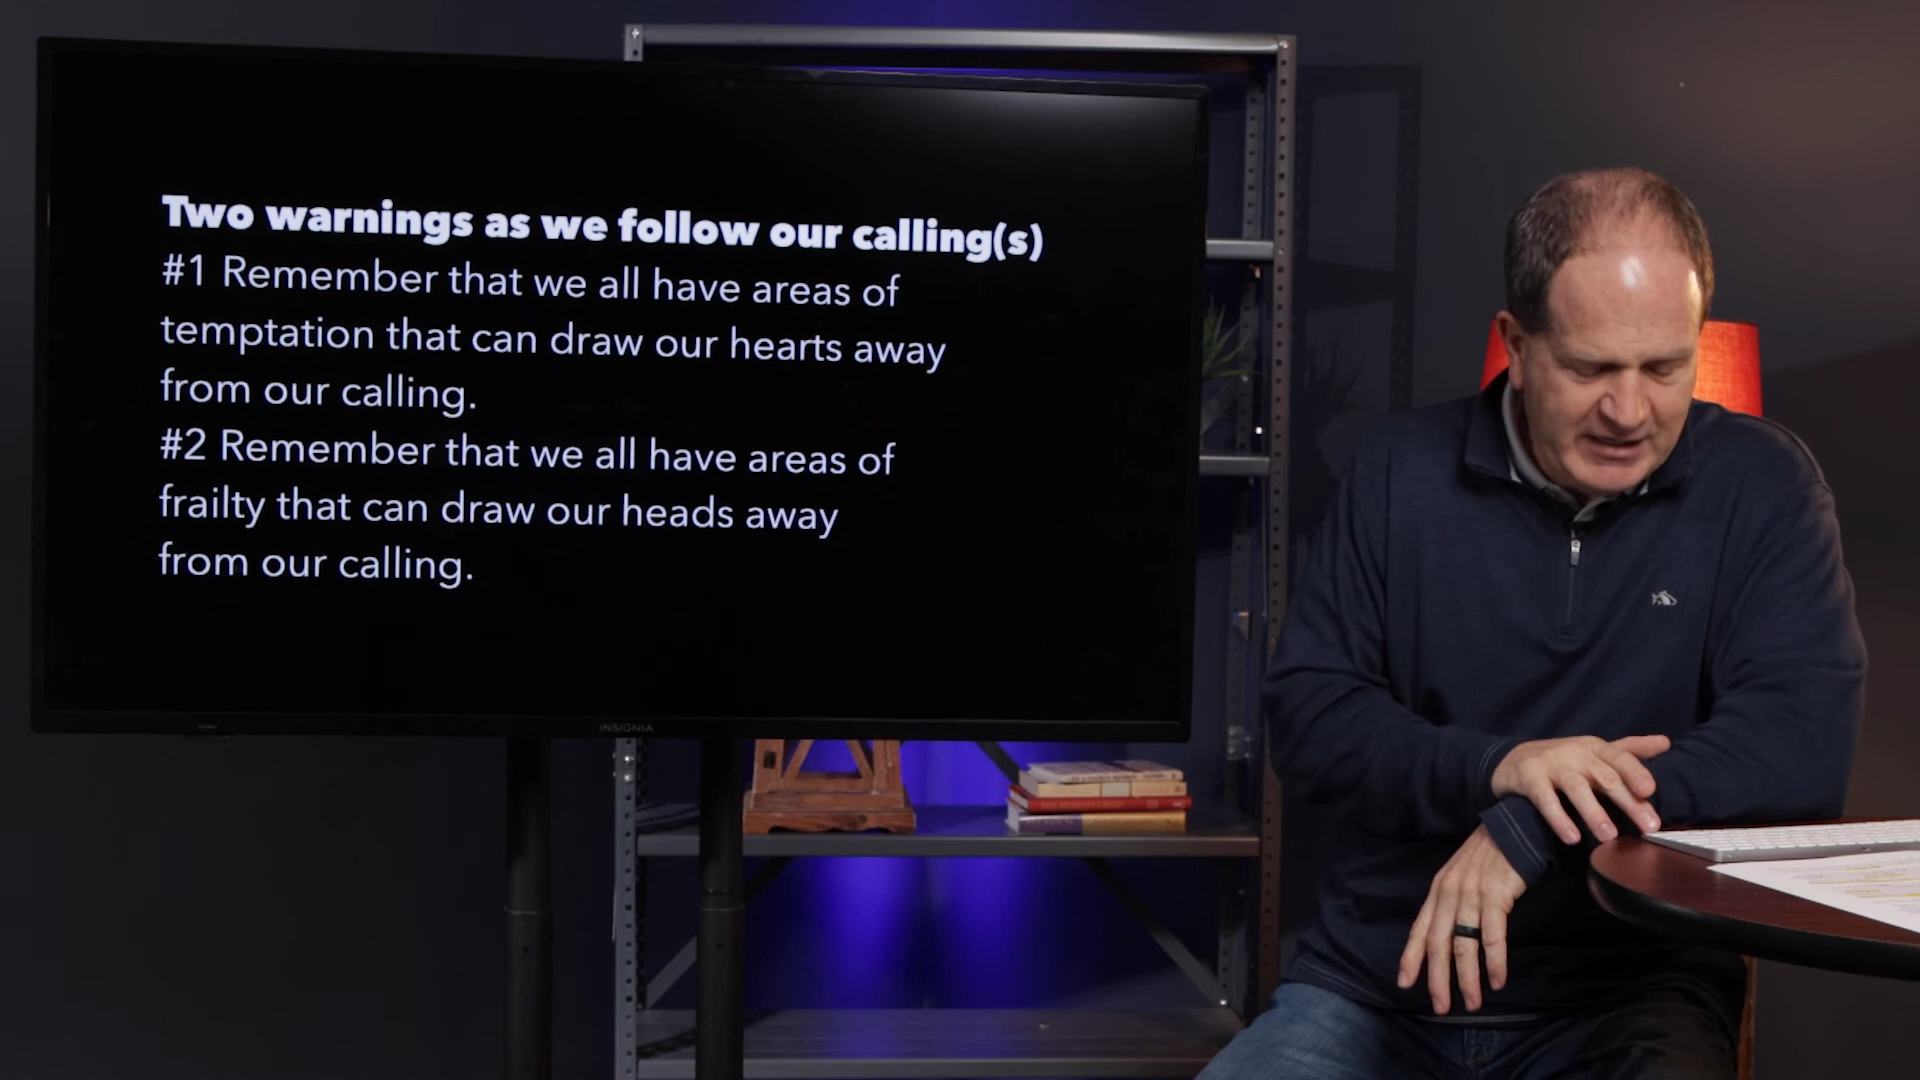 Two warnings as we follow our calling(s)
#1 Remember that we all have areas of
temptation that can draw our hearts away
from our calling.
#2 Remember that we all have areas of
frailty that can draw our heads away
from our calling.
INSIGNIA